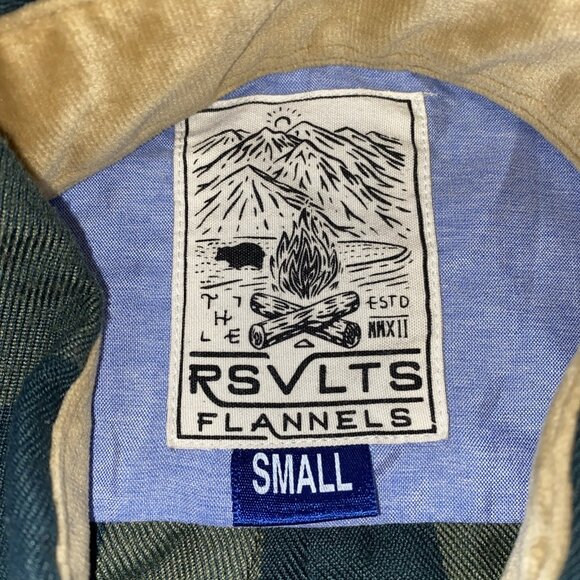 THE
ESTD
MMXII
RSVLTS
FLANNELS
SMALL